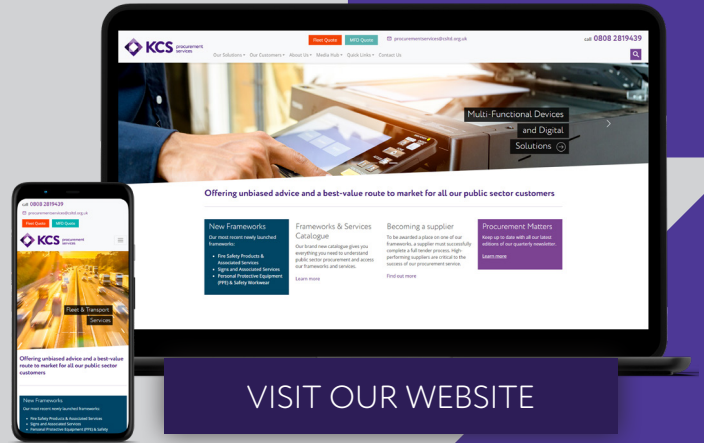 Fleet Quote
MFD Quote
procurementservices@csltd.org.uk
call 0808 2819439
KCS procurement
services
Our Solutions
Our Customers
About Us
Media Hub
Quick Links
Contact Us
Multi-Functional Devices
and Digital
Solutions
Offering unbiased advice and a best-value route to market for all our public sector customers
New Frameworks
Our most recent newly launched
frameworks:
Fire Safety Products &
Associated Services
Signs and Associated Services
Personal Protective Equipment
(PPE) & Safety Workwear
Frameworks & Services
Catalogue
Our brand new catalogue gives you
everything you need to understand
public sector procurement and access
our frameworks and services.
Learn more
Becoming a supplier
To be awarded a place on one of our
frameworks, a supplier must successfully
complete a full tender process. High
performing suppliers are critical to the
success of our procurement service.
Find out more
Procurement Matters
Keep up to date with all our latest
editions of our quarterly newsletter.
Learn more
call 0808 2819439
procurementservices@csltd.org.uk
Fleet Quote
MFD Quote
KCS procurement
services
Fleet & Transport
Services
Offering unbiased advice and a best-value
route to market for all our public sector
customers
New Frameworks
Our most recent newly launched frameworks:
Fire Safety Products & Associated Services
Signs and Associated Services
Personal Protective Equipment (PPE) & Safety
VISIT OUR WEBSITE